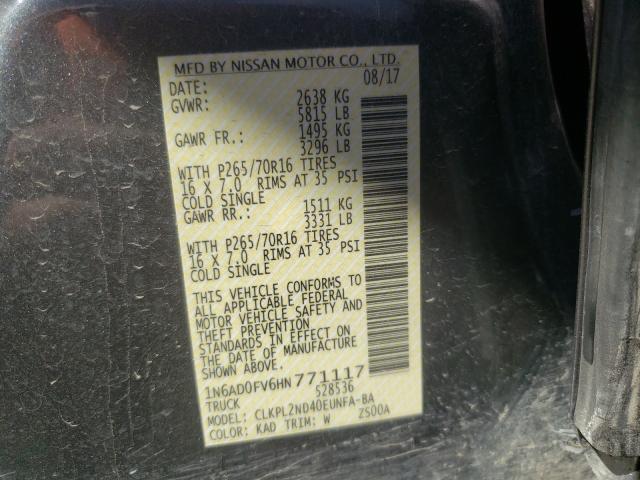 MFD BY NISSAN MOTOR CO., LTD.
DATE: 08/17
GVWR: 2638 KG
5815 LB
GAWR FR.: 1495 KG
3296 LB
WITH P265/70R16 TIRES
16 X 7.0 RIMS AT 35 PSI
COLD SINGLE
GAWR RR.: 1511 KG
3331 LB
WITH P265/70R16 TIRES
16 X 7.0 RIMS AT 35 PSI
COLD SINGLE
THIS VEHICLE CONFORMS TO
ALL APPLICABLE FEDERAL
MOTOR VEHICLE SAFETY AND
THEFT PREVENTION
STANDARDS IN EFFECT ON
THE DATE OF MANUFACTURE
SHOWN ABOVE.
1N6AD0FV6HN771117
TRUCK 528536
MODEL: CLKPL2ND40EUNFA-BA
COLOR: KAD TRIM: W ZS00A